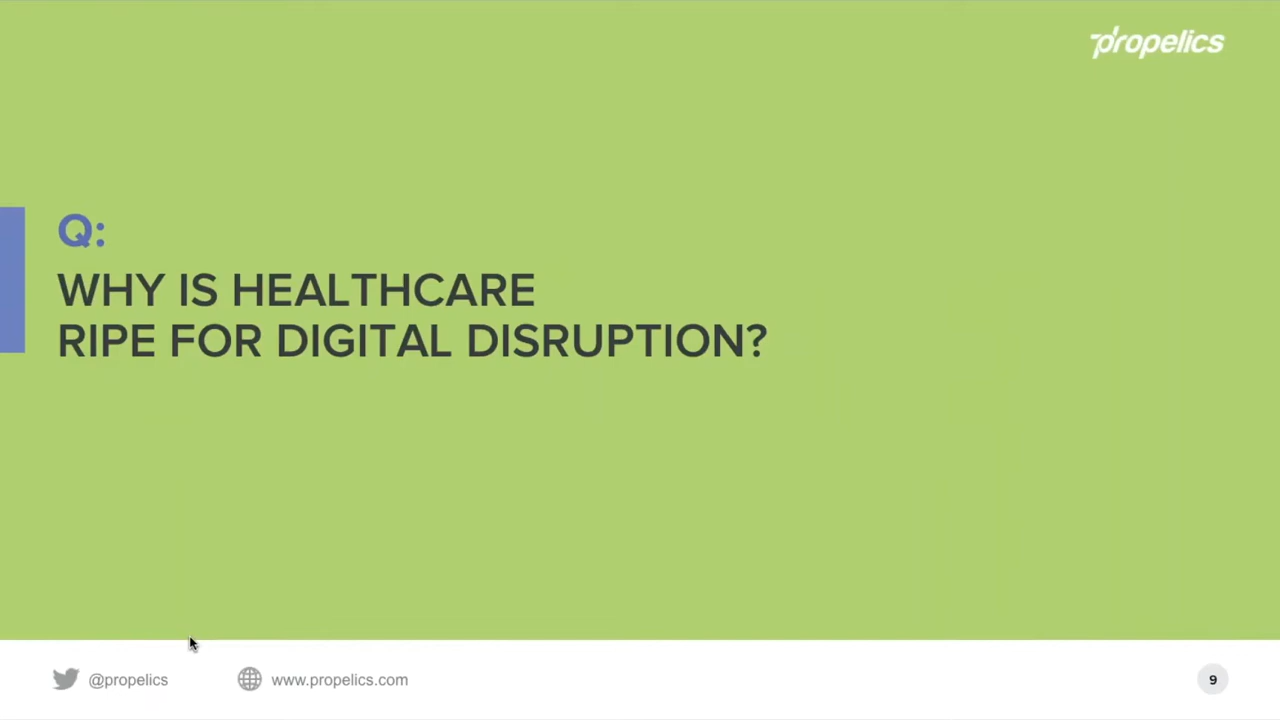 propelics
Q:
WHY IS HEALTHCARE
RIPE FOR DIGITAL DISRUPTION?
@propelics
www.propelics.com
9